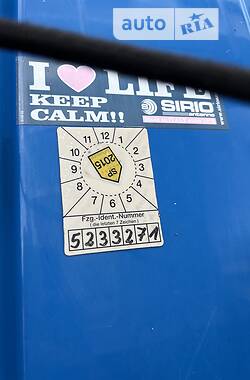 auto RIA
I LIFE
KEEP
CALM!!
SIRIO
antenne
12
11 1
10 2
9 3
8 4
7 5
6
SP
2015
Fzg.-Ident.-Nummer
(die letzten 7 Zeichen)
5233271